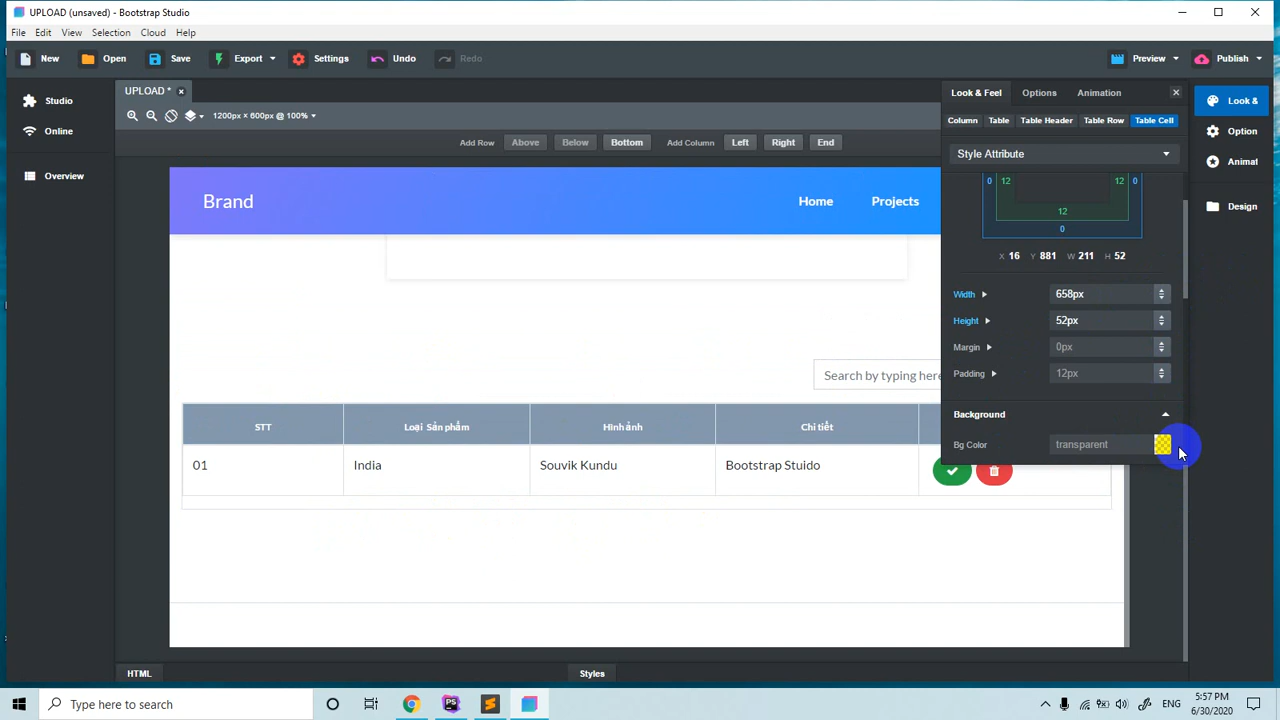 UPLOAD (unsaved) - Bootstrap Studio
File Edit View Selection Cloud Help
New Open Save Export Settings Undo Redo Preview Publish
UPLOAD *
1200px × 600px @ 100%
Studio
Online
Overview
Add Row Above Below Bottom Add Column Left Right End
Brand Home Projects
Search by typing here
STT Loại Sản phẩm Hình ảnh Chi tiết
01 India Souvik Kundu Bootstrap Stuido
Look & Feel Options Animation
Column Table Table Header Table Row Table Cell
Style Attribute
0 12 12 0
12
0
X 16 Y 881 W 211 H 52
Width 658px
Height 52px
Margin 0px
Padding 12px
Background
Bg Color transparent
Look &
Option
Animat
Design
HTML Styles
Type here to search
PS
ENG
5:57 PM
6/30/2020